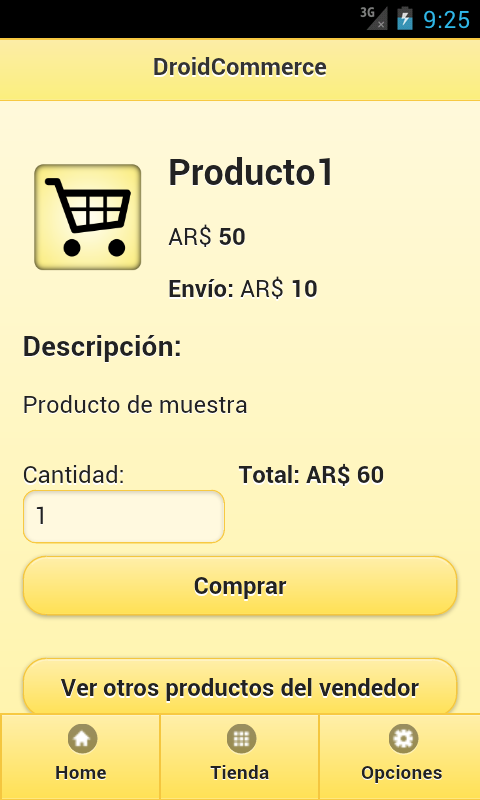 3G
9:25
DroidCommerce
Producto1
AR$ 50
Envío: AR$ 10
Descripción:
Producto de muestra
Cantidad: Total: AR$ 60
1
Comprar
Ver otros productos del vendedor
Home Tienda Opciones